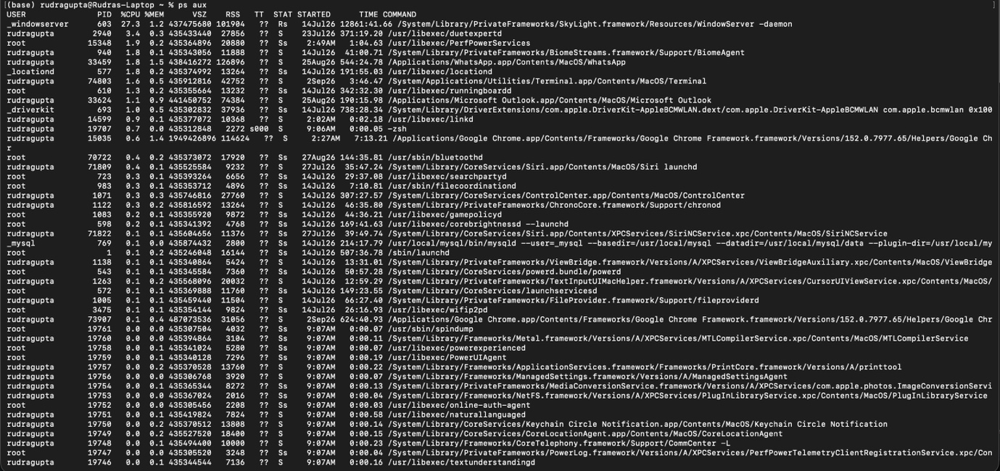 (base) rudragupta@Rudras-Laptop ~ % ps aux
USER PID %CPU %MEM VSZ RSS TT STAT STARTED TIME COMMAND
_windowserver 603 27.3 1.2 437475680 101904 ?? Rs 14Jul26 12861:41.66 /System/Library/PrivateFrameworks/SkyLight.framework/Resources/WindowServer -daemon
rudragupta 2940 3.4 0.3 435433440 27856 ?? S 23Jul26 371:19.20 /usr/libexec/duetexpertd
root 15348 1.9 0.2 435364896 20880 ?? Ss 2:49AM 1:04.63 /usr/libexec/PerfPowerServices
rudragupta 940 1.8 0.1 435343056 11888 ?? S 14Jul26 41:00.71 /System/Library/PrivateFrameworks/BiomeStreams.framework/Support/BiomeAgent
rudragupta 33459 1.8 1.5 438416272 126896 ?? S 25Aug26 544:24.78 /Applications/WhatsApp.app/Contents/MacOS/WhatsApp
_locationd 577 1.8 0.2 435374992 13264 ?? Ss 14Jul26 191:55.03 /usr/libexec/locationd
rudragupta 74803 1.6 0.5 435912816 42752 ?? S 2Sep26 3:46.47 /System/Applications/Utilities/Terminal.app/Contents/MacOS/Terminal
root 610 1.3 0.2 435355664 13232 ?? Ss 14Jul26 342:32.30 /usr/libexec/runningboardd
rudragupta 33624 1.1 0.9 441450752 74384 ?? S 25Aug26 190:15.98 /Applications/Microsoft Outlook.app/Contents/MacOS/Microsoft Outlook
_driverkit 693 1.0 0.5 435302832 37936 ?? Ss 14Jul26 738:28.34 /System/Library/DriverExtensions/com.apple.DriverKit-AppleBCMWLAN.dext/com.apple.DriverKit-AppleBCMWLAN com.apple.bcmwlan 0x100
rudragupta 14599 0.9 0.1 435377072 10368 ?? S 2:02AM 0:02.18 /usr/libexec/linkd
rudragupta 19707 0.7 0.0 435312848 2272 s000 S 9:06AM 0:00.05 -zsh
rudragupta 15035 0.6 1.4 1949426896 114624 ?? S 2:27AM 7:13.21 /Applications/Google Chrome.app/Contents/Frameworks/Google Chrome Framework.framework/Versions/152.0.7977.65/Helpers/Google Ch
r
root 70722 0.4 0.2 435373072 17920 ?? Ss 27Aug26 144:35.81 /usr/sbin/bluetoothd
rudragupta 71809 0.4 0.1 435525584 9232 ?? S 27Jul26 35:47.24 /System/Library/CoreServices/Siri.app/Contents/MacOS/Siri launchd
root 723 0.3 0.1 435393264 6656 ?? Ss 14Jul26 29:37.08 /usr/libexec/searchpartyd
root 983 0.3 0.1 435353712 4896 ?? Ss 14Jul26 7:10.81 /usr/sbin/filecoordinationd
rudragupta 1071 0.3 0.3 435746816 27760 ?? S 14Jul26 307:27.57 /System/Library/CoreServices/ControlCenter.app/Contents/MacOS/ControlCenter
rudragupta 1122 0.3 0.2 435816592 13264 ?? S 14Jul26 46:35.80 /System/Library/PrivateFrameworks/ChronoCore.framework/Support/chronod
root 1083 0.2 0.1 435355920 9872 ?? Ss 14Jul26 44:36.21 /usr/libexec/gamepolicyd
root 598 0.2 0.1 435341392 4768 ?? Ss 14Jul26 169:41.63 /usr/libexec/corebrightnessd --launchd
rudragupta 71822 0.1 0.1 435604656 11376 ?? Ss 27Jul26 39:49.74 /System/Library/CoreServices/Siri.app/Contents/XPCServices/SiriNCService.xpc/Contents/MacOS/SiriNCService
_mysql 769 0.1 0.0 435874432 2800 ?? Ss 14Jul26 214:17.79 /usr/local/mysql/bin/mysqld --user=_mysql --basedir=/usr/local/mysql --datadir=/usr/local/mysql/data --plugin-dir=/usr/local/my
root 1 0.1 0.2 435246048 16144 ?? Ss 14Jul26 507:36.78 /sbin/launchd
rudragupta 1138 0.1 0.1 435340864 5424 ?? S 14Jul26 13:31.01 /System/Library/PrivateFrameworks/ViewBridge.framework/Versions/A/XPCServices/ViewBridgeAuxiliary.xpc/Contents/MacOS/ViewBridge
root 543 0.1 0.1 435345584 7360 ?? Ss 14Jul26 50:57.28 /System/Library/CoreServices/powerd.bundle/powerd
rudragupta 1263 0.1 0.2 435568096 20032 ?? S 14Jul26 12:59.29 /System/Library/PrivateFrameworks/TextInputUIMacHelper.framework/Versions/A/XPCServices/CursorUIViewService.xpc/Contents/MacOS/
root 572 0.1 0.1 435369888 11760 ?? Ss 14Jul26 149:23.55 /System/Library/CoreServices/launchservicesd
rudragupta 1005 0.1 0.1 435459440 11504 ?? S 14Jul26 66:27.40 /System/Library/PrivateFrameworks/FileProvider.framework/Support/fileproviderd
root 3475 0.1 0.1 435354144 9824 ?? Ss 14Jul26 26:16.93 /usr/libexec/wifip2pd
rudragupta 73907 0.1 0.4 487073536 31056 ?? S 2Sep26 624:40.93 /Applications/Google Chrome.app/Contents/Frameworks/Google Chrome Framework.framework/Versions/152.0.7977.65/Helpers/Google Chr
root 19761 0.0 0.0 435307504 4032 ?? Ss 9:07AM 0:00.07 /usr/sbin/spindump
rudragupta 19760 0.0 0.0 435394864 3104 ?? Ss 9:07AM 0:00.11 /System/Library/Frameworks/Metal.framework/Versions/A/XPCServices/MTLCompilerService.xpc/Contents/MacOS/MTLCompilerService
root 19758 0.0 0.1 435341024 5280 ?? Ss 9:07AM 0:00.07 /usr/libexec/powerexperienced
root 19759 0.0 0.1 435340128 7296 ?? Ss 9:07AM 0:00.19 /usr/libexec/PowerUIAgent
rudragupta 19757 0.0 0.2 435370528 13760 ?? S 9:07AM 0:00.22 /System/Library/Frameworks/ApplicationServices.framework/Frameworks/PrintCore.framework/Versions/A/printtool
rudragupta 19756 0.0 0.0 435306768 3920 ?? S 9:07AM 0:00.07 /System/Library/Frameworks/ManagedSettings.framework/Versions/A/ManagedSettingsAgent
rudragupta 19754 0.0 0.1 435365344 8272 ?? Ss 9:07AM 0:00.13 /System/Library/PrivateFrameworks/MediaConversionService.framework/Versions/A/XPCServices/com.apple.photos.ImageConversionServi
rudragupta 19753 0.0 0.0 435367024 2016 ?? Ss 9:07AM 0:00.04 /System/Library/Frameworks/NetFS.framework/Versions/A/XPCServices/PlugInLibraryService.xpc/Contents/MacOS/PlugInLibraryService
root 19752 0.0 0.0 435305456 2208 ?? Ss 9:07AM 0:00.03 /usr/libexec/online-auth-agent
rudragupta 19751 0.0 0.1 435419824 7824 ?? S 9:07AM 0:00.58 /usr/libexec/naturallanguaged
rudragupta 19750 0.0 0.2 435370512 13808 ?? S 9:07AM 0:00.14 /System/Library/CoreServices/Keychain Circle Notification.app/Contents/MacOS/Keychain Circle Notification
rudragupta 19749 0.0 0.2 435527520 18400 ?? S 9:07AM 0:00.15 /System/Library/CoreServices/CoreLocationAgent.app/Contents/MacOS/CoreLocationAgent
rudragupta 19748 0.0 0.1 435494400 10000 ?? S 9:07AM 0:00.23 /System/Library/Frameworks/CoreTelephony.framework/Support/CommCenter -L
root 19747 0.0 0.0 435305520 3248 ?? Ss 9:07AM 0:00.04 /System/Library/PrivateFrameworks/PowerLog.framework/Versions/A/XPCServices/PerfPowerTelemetryClientRegistrationService.xpc/Con
rudragupta 19746 0.0 0.1 435344544 7136 ?? S 9:07AM 0:00.16 /usr/libexec/textunderstandingd